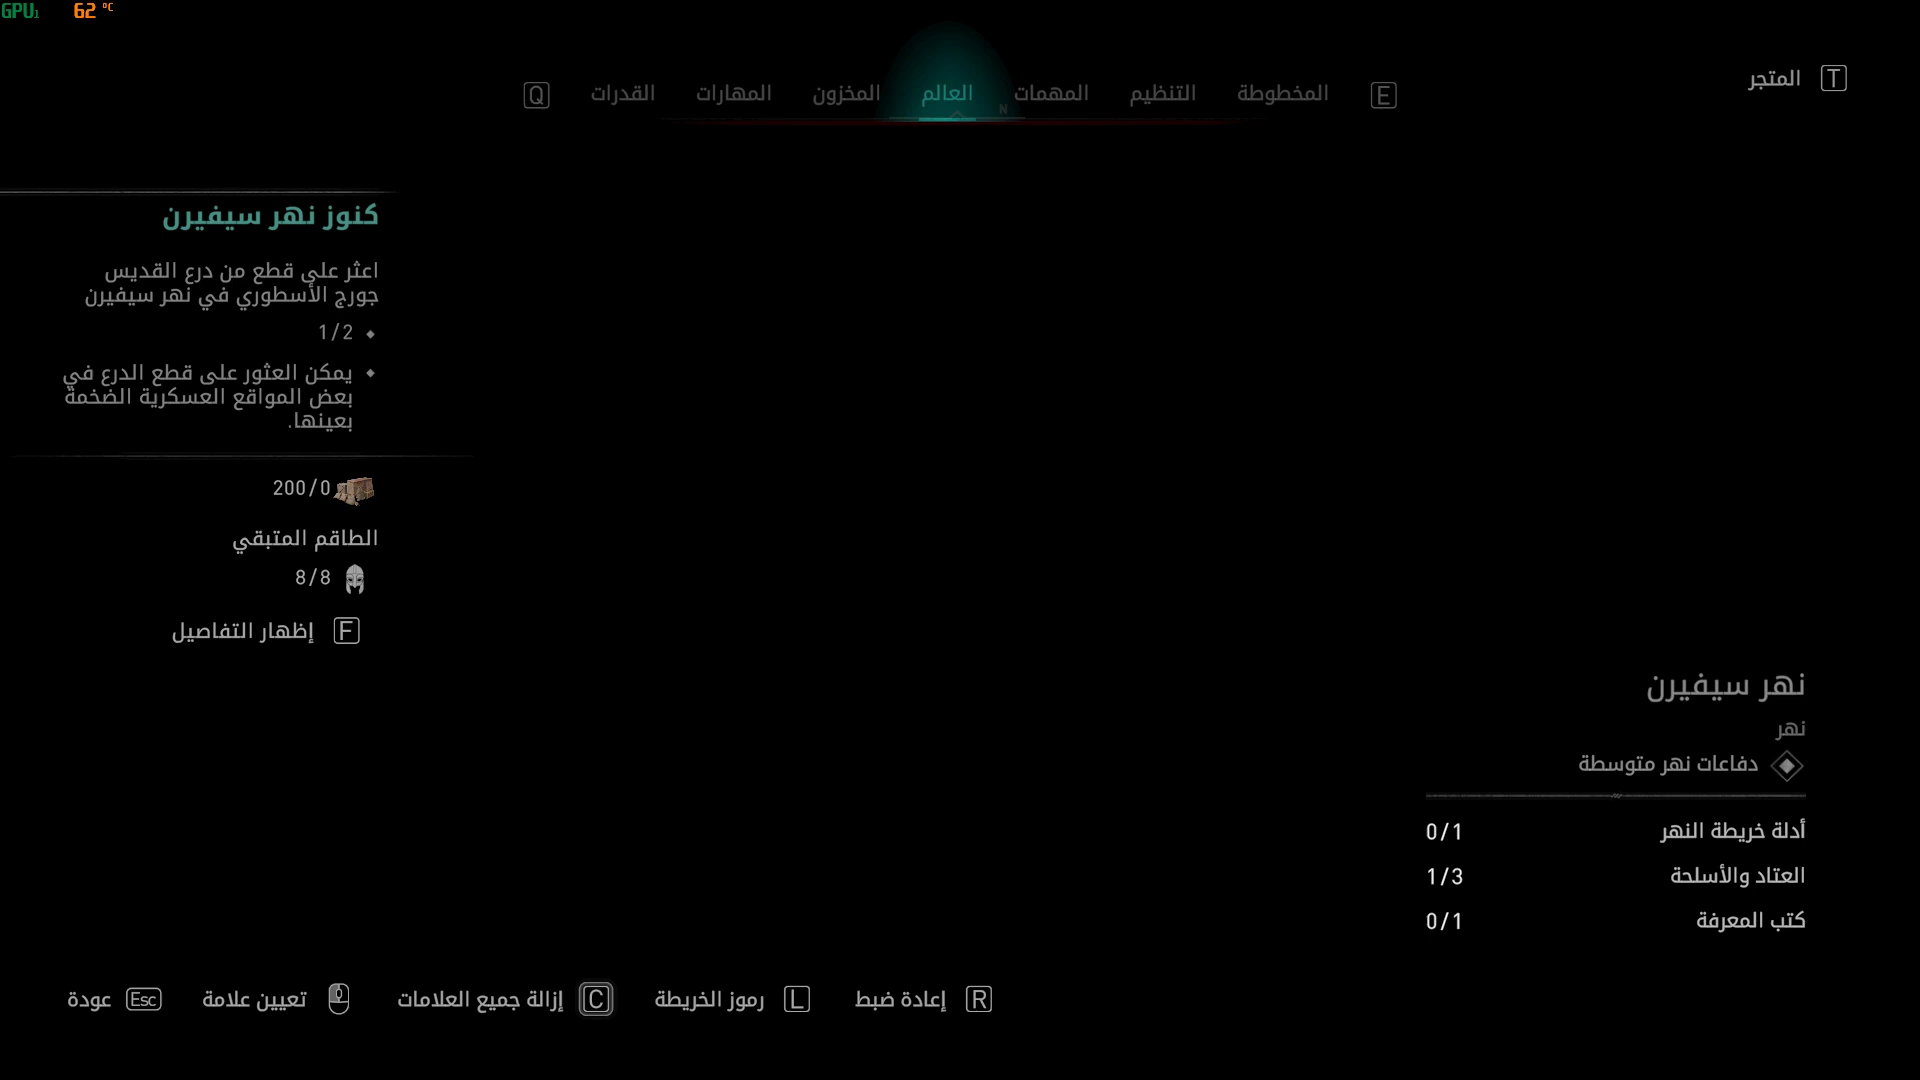 GPU1 62 °C
المتجر T
E المخطوطة التنظيم المهمات N العالم المخزون المهارات القدرات Q
كنوز نهر سيفيرن
اعثر على قطع من درع القديس
جورج الأسطوري في نهر سيفيرن
1/2
يمكن العثور على قطع الدرع في
بعض المواقع العسكرية الضخمة
بعينها.
200/0
الطاقم المتبقي
8/8
F إظهار التفاصيل
نهر سيفيرن
نهر
دفاعات نهر متوسطة
أدلة خريطة النهر 0/1
العتاد والأسلحة 1/3
كتب المعرفة 0/1
R إعادة ضبط L رموز الخريطة C إزالة جميع العلامات تعيين علامة Esc عودة